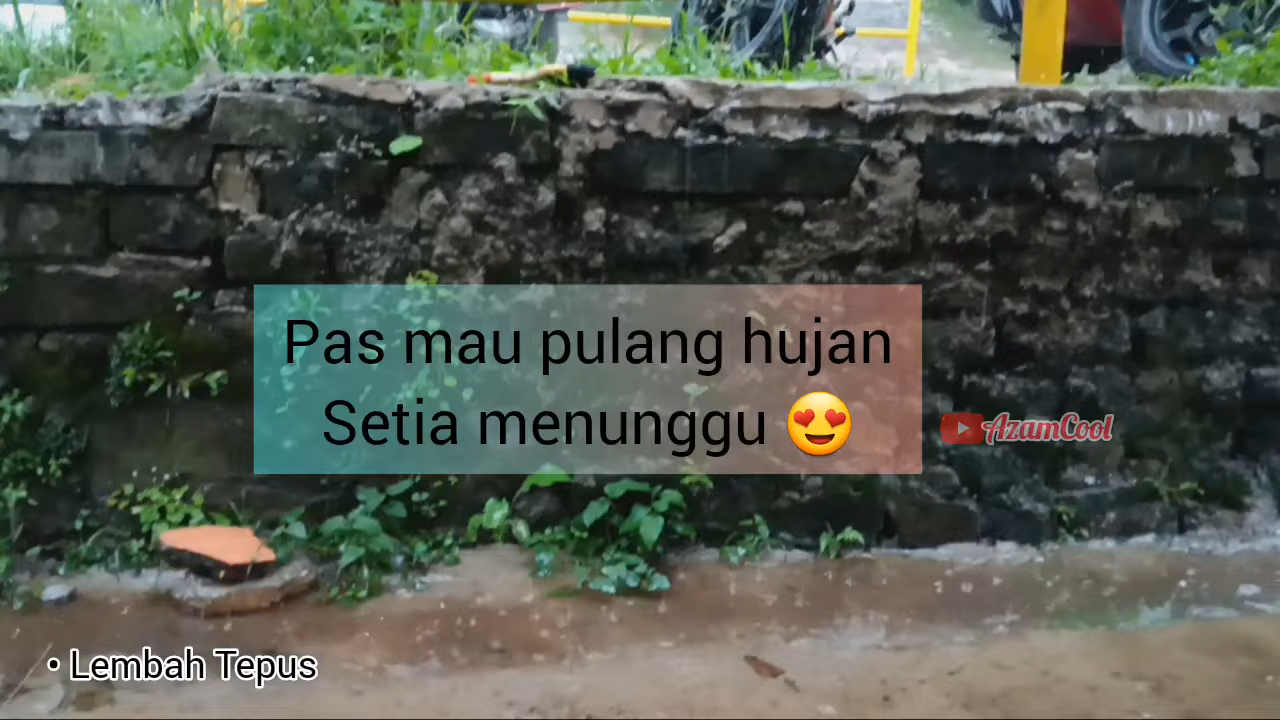 Pas mau pulang hujan
Setia menunggu 😍
AzamCool
• Lembah Tepus